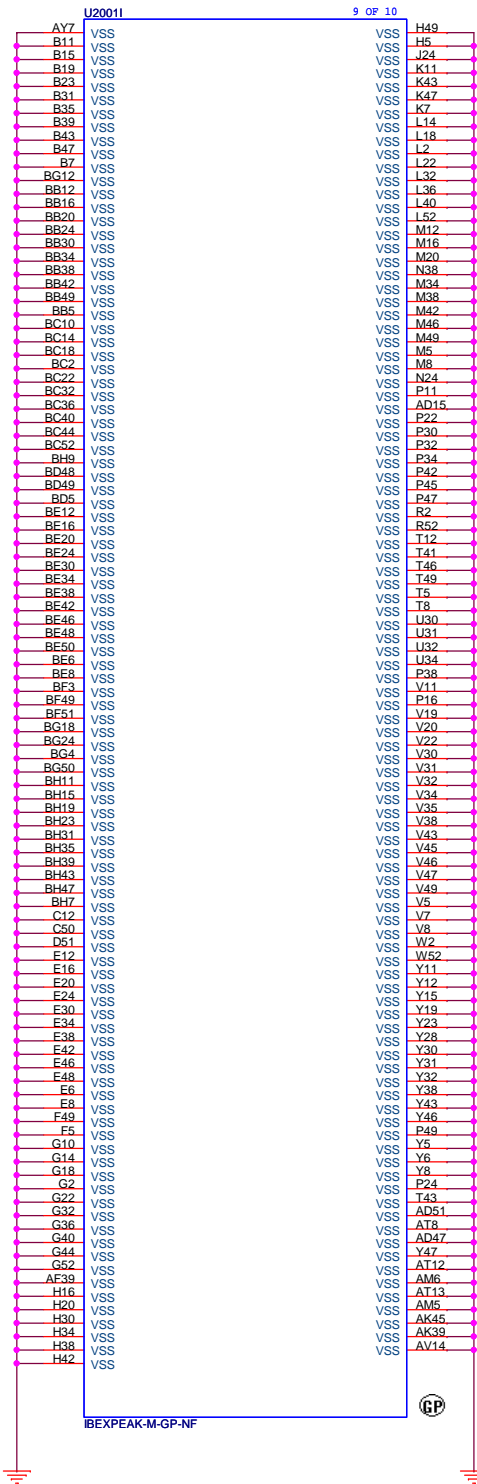 U2001I 9 OF 10
AY7 VSS VSS H49
B11 VSS VSS H5
B15 VSS VSS J24
B19 VSS VSS K11
B23 VSS VSS K43
B31 VSS VSS K47
B35 VSS VSS K7
B39 VSS VSS L14
B43 VSS VSS L18
B47 VSS VSS L2
B7 VSS VSS L22
BG12 VSS VSS L32
BB12 VSS VSS L36
BB16 VSS VSS L40
BB20 VSS VSS L52
BB24 VSS VSS M12
BB30 VSS VSS M16
BB34 VSS VSS M20
BB38 VSS VSS N38
BB42 VSS VSS M34
BB49 VSS VSS M38
BB5 VSS VSS M42
BC10 VSS VSS M46
BC14 VSS VSS M49
BC18 VSS VSS M5
BC2 VSS VSS M8
BC22 VSS VSS N24
BC32 VSS VSS P11
BC36 VSS VSS AD15
BC40 VSS VSS P22
BC44 VSS VSS P30
BC52 VSS VSS P32
BH9 VSS VSS P34
BD48 VSS VSS P42
BD49 VSS VSS P45
BD5 VSS VSS P47
BE12 VSS VSS R2
BE16 VSS VSS R52
BE20 VSS VSS T12
BE24 VSS VSS T41
BE30 VSS VSS T46
BE34 VSS VSS T49
BE38 VSS VSS T5
BE42 VSS VSS T8
BE46 VSS VSS U30
BE48 VSS VSS U31
BE50 VSS VSS U32
BE6 VSS VSS U34
BE8 VSS VSS P38
BF3 VSS VSS V11
BF49 VSS VSS P16
BF51 VSS VSS V19
BG18 VSS VSS V20
BG24 VSS VSS V22
BG4 VSS VSS V30
BG50 VSS VSS V31
BH11 VSS VSS V32
BH15 VSS VSS V34
BH19 VSS VSS V35
BH23 VSS VSS V38
BH31 VSS VSS V43
BH35 VSS VSS V45
BH39 VSS VSS V46
BH43 VSS VSS V47
BH47 VSS VSS V49
BH7 VSS VSS V5
C12 VSS VSS V7
C50 VSS VSS V8
D51 VSS VSS W2
E12 VSS VSS W52
E16 VSS VSS Y11
E20 VSS VSS Y12
E24 VSS VSS Y15
E30 VSS VSS Y19
E34 VSS VSS Y23
E38 VSS VSS Y28
E42 VSS VSS Y30
E46 VSS VSS Y31
E48 VSS VSS Y32
E6 VSS VSS Y38
E8 VSS VSS Y43
F49 VSS VSS Y46
F5 VSS VSS P49
G10 VSS VSS Y5
G14 VSS VSS Y6
G18 VSS VSS Y8
G2 VSS VSS P24
G22 VSS VSS T43
G32 VSS VSS AD51
G36 VSS VSS AT8
G40 VSS VSS AD47
G44 VSS VSS Y47
G52 VSS VSS AT12
AF39 VSS VSS AM6
H16 VSS VSS AT13
H20 VSS VSS AM5
H30 VSS VSS AK45
H34 VSS VSS AK39
H38 VSS VSS AV14
H42 VSS
GP
IBEXPEAK-M-GP-NF